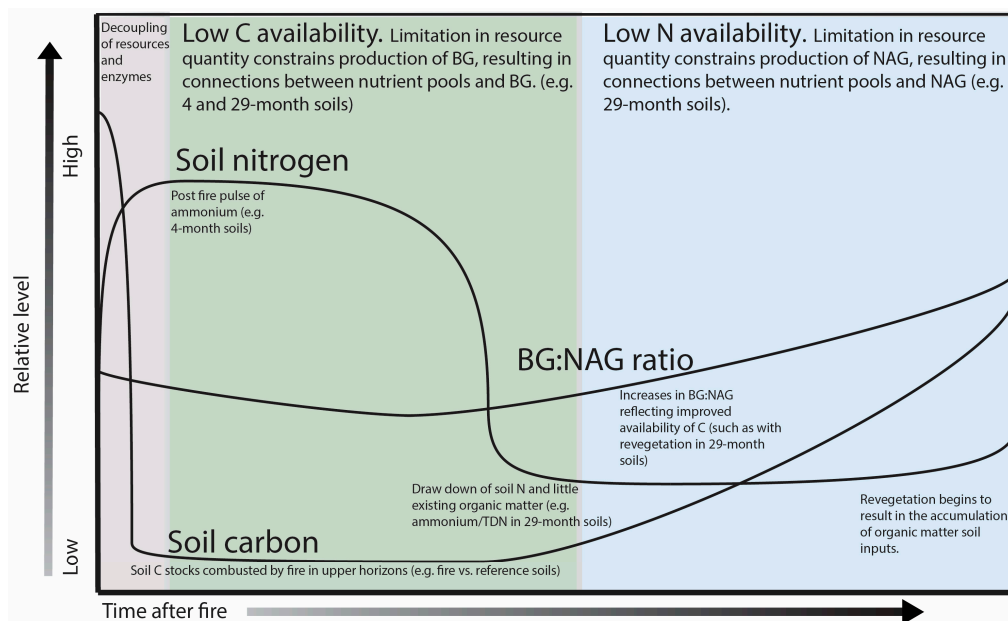 Decoupling
of resources
and
enzymes
Low C availability. Limitation in resource
quantity constrains production of BG, resulting in
connections between nutrient pools and BG. (e.g.
4 and 29-month soils)
Low N availability. Limitation in resource
quantity constrains production of NAG, resulting in
connections between nutrient pools and NAG (e.g.
29-month soils).
High
Relative level
Low
Soil nitrogen
Post fire pulse of
ammonium (e.g.
4-month soils)
BG:NAG ratio
Increases in BG:NAG
reflecting improved
availability of C (such as with
revegetation in 29-month
soils)
Draw down of soil N and little
existing organic matter (e.g.
ammonium/TDN in 29-month soils)
Revegetation begins to
result in the accumulation
of organic matter soil
inputs.
Soil carbon
Soil C stocks combusted by fire in upper horizons (e.g. fire vs. reference soils)
Time after fire